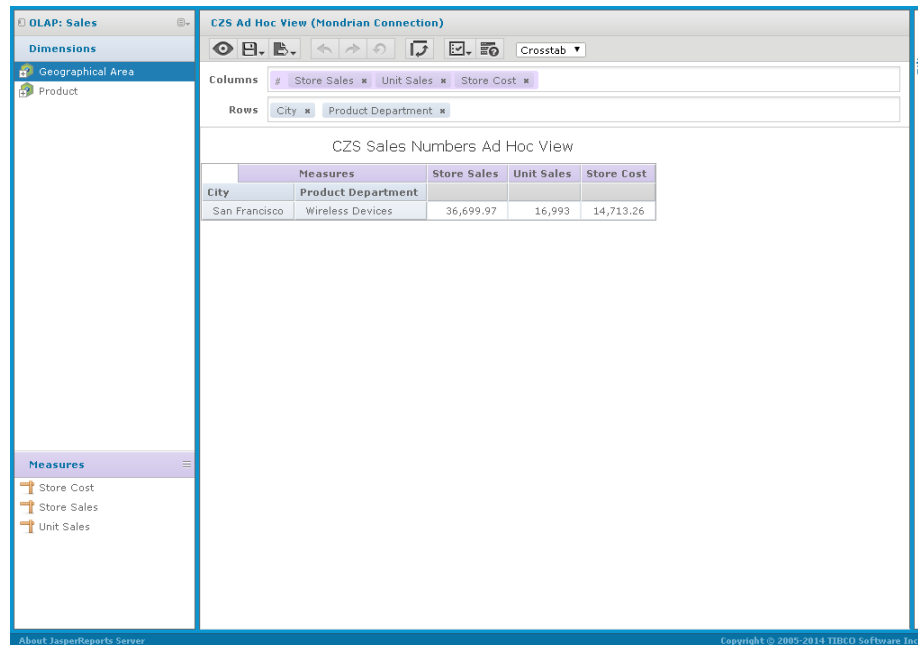 OLAP: Sales
Dimensions
Geographical Area
Product
Measures
Store Cost
Store Sales
Unit Sales
CZS Ad Hoc View (Mondrian Connection)
Crosstab
Columns # Store Sales x Unit Sales x Store Cost x
Rows City x Product Department x
CZS Sales Numbers Ad Hoc View
Measures Store Sales Unit Sales Store Cost
City Product Department
San Francisco Wireless Devices 36,699.97 16,993 14,713.26
About JasperReports Server
Copyright © 2005-2014 TIBCO Software Inc